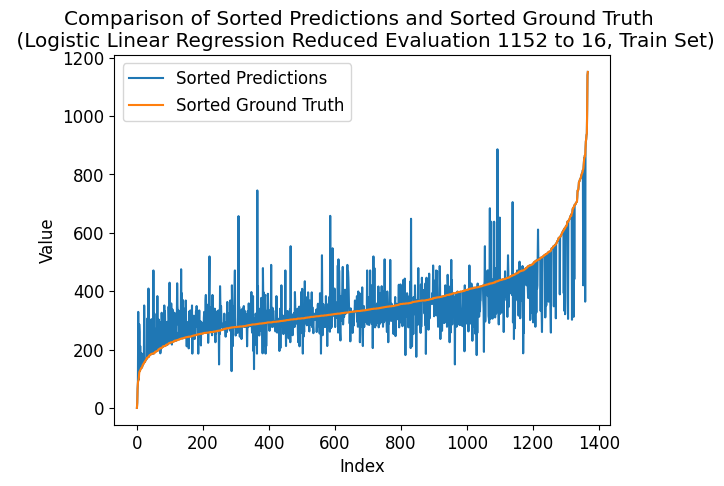 Comparison of Sorted Predictions and Sorted Ground Truth
(Logistic Linear Regression Reduced Evaluation 1152 to 16, Train Set)
Sorted Predictions
Sorted Ground Truth
1200
1000
800
600
400
200
0
Value
0 200 400 600 800 1000 1200 1400
Index